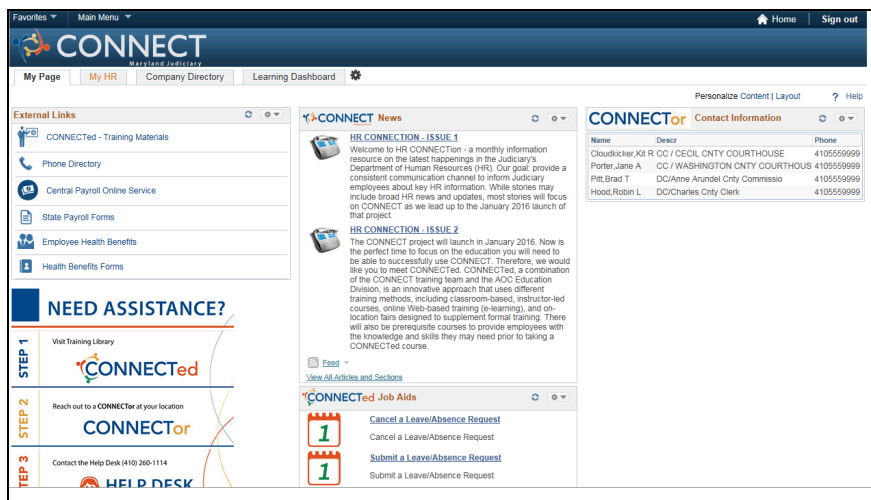 Favorites Main Menu Home Sign out
CONNECT
Maryland Judiciary
My Page My HR Company Directory Learning Dashboard
Personalize Content | Layout ? Help
External Links
CONNECTed - Training Materials
Phone Directory
Central Payroll Online Service
State Payroll Forms
Employee Health Benefits
Health Benefits Forms
NEED ASSISTANCE?
STEP 1
Visit Training Library
CONNECTed
STEP 2
Reach out to a CONNECTor at your location
CONNECTor
STEP 3
Contact the Help Desk (410) 260-1114
HELP DESK
CONNECT News
HR CONNECTION - ISSUE 1
Welcome to HR CONNECTion - a monthly information
resource on the latest happenings in the Judiciary's
Department of Human Resources (HR). Our goal: provide a
consistent communication channel to inform Judiciary
employees about key HR information. While stories may
include broad HR news and updates, most stories will focus
on CONNECT as we lead up to the January 2016 launch of
that project.
HR CONNECTION - ISSUE 2
The CONNECT project will launch in January 2016. Now is
the perfect time to focus on the education you will need to
be able to successfully use CONNECT. Therefore, we would
like you to meet CONNECTed. CONNECTed, a combination
of the CONNECT training team and the AOC Education
Division, is an innovative approach that uses different
training methods, including classroom-based, instructor-led
courses, online Web-based training (e-learning), and on-
location fairs designed to supplement formal training. There
will also be prerequisite courses to provide employees with
the knowledge and skills they may need prior to taking a
CONNECTed course.
Feed
View All Articles and Sections
CONNECTed Job Aids
1
Cancel a Leave/Absence Request
Cancel a Leave/Absence Request
1
Submit a Leave/Absence Request
Submit a Leave/Absence Request
CONNECTor Contact Information
Name Descr Phone
Cloudkicker,Kit R CC / CECIL CNTY COURTHOUSE 4105559999
Porter,Jane A CC / WASHINGTON CNTY COURTHOUS 4105559999
Pitt,Brad T DC/Anne Arundel Cnty Commissio 4105559999
Hood,Robin L DC/Charles Cnty Clerk 4105559999